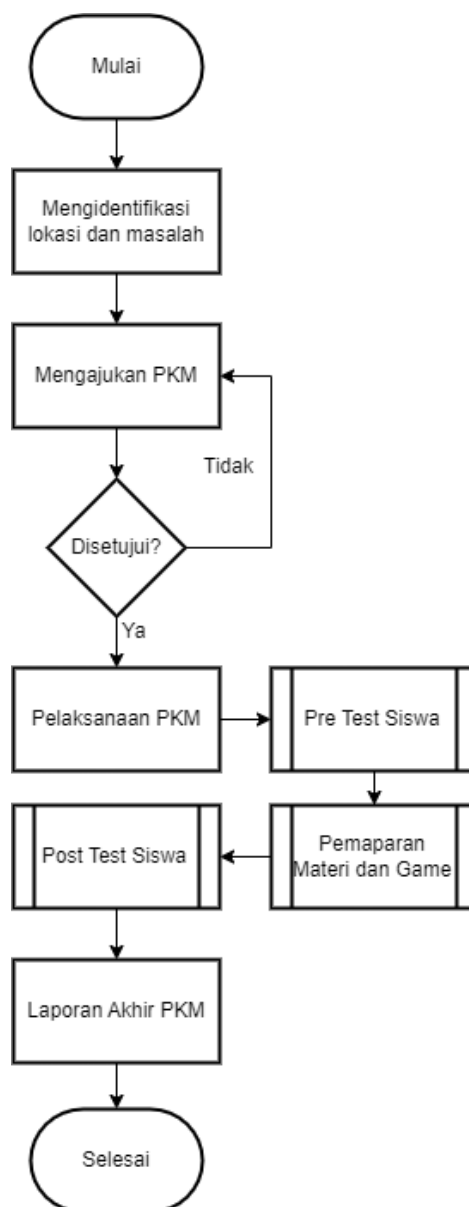 Mulai
Mengidentifikasi
lokasi dan masalah
Mengajukan PKM
Tidak
Disetujui?
Ya
Pelaksanaan PKM
Pre Test Siswa
Pemaparan
Materi dan Game
Post Test Siswa
Laporan Akhir PKM
Selesai